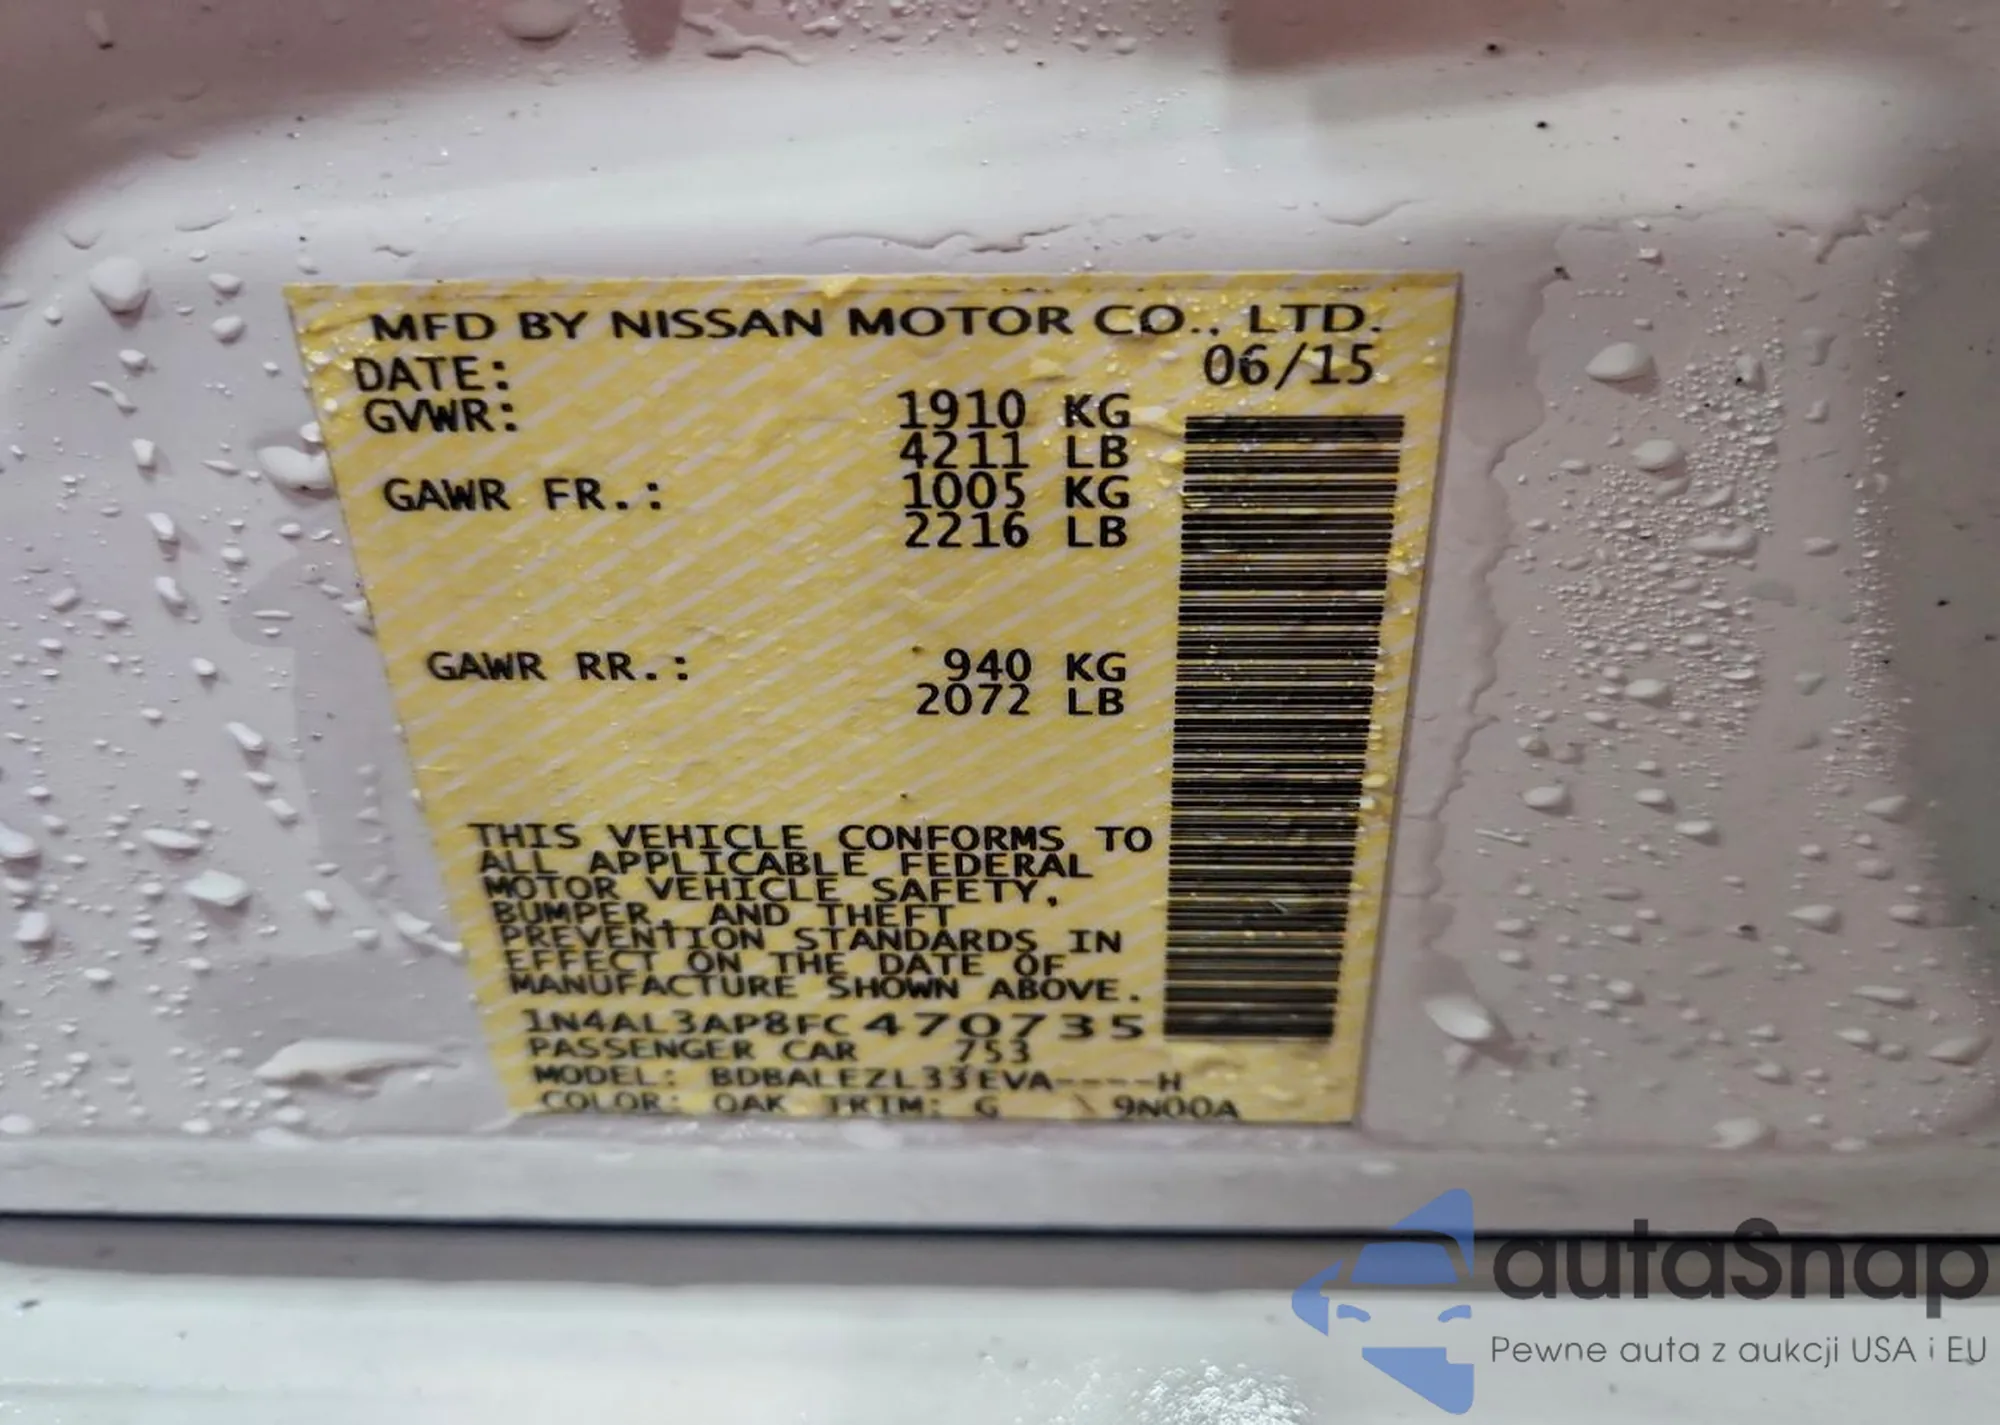 MFD BY NISSAN MOTOR CO., LTD.
DATE: 06/15
GVWR: 1910 KG
4211 LB
GAWR FR.: 1005 KG
2216 LB
GAWR RR.: 940 KG
2072 LB
THIS VEHICLE CONFORMS TO
ALL APPLICABLE FEDERAL
MOTOR VEHICLE SAFETY,
BUMPER, AND THEFT
PREVENTION STANDARDS IN
EFFECT ON THE DATE OF
MANUFACTURE SHOWN ABOVE.
1N4AL3AP8FC470735
PASSENGER CAR 753
MODEL: BDBALEZL33EVA----H
COLOR: QAK TRIM: G 9N00A
autaSnap
Pewne auta z aukcji USA i EU